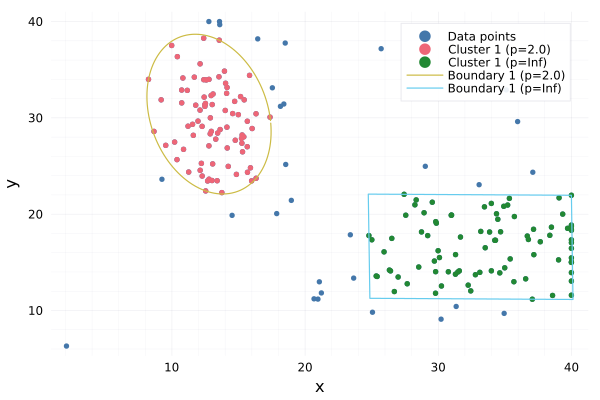 40
30
20
10
y
10
20
30
40
x
Data points
Cluster 1 (p=2.0)
Cluster 1 (p=Inf)
Boundary 1 (p=2.0)
Boundary 1 (p=Inf)